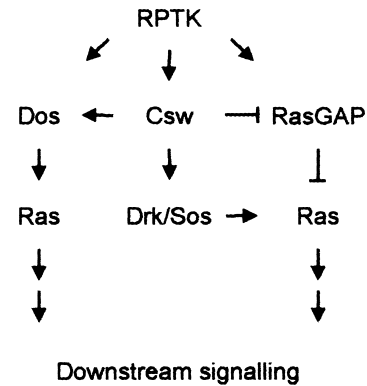 RPTK
Dos Csw RasGAP
Ras Drk/Sos Ras
Downstream signalling